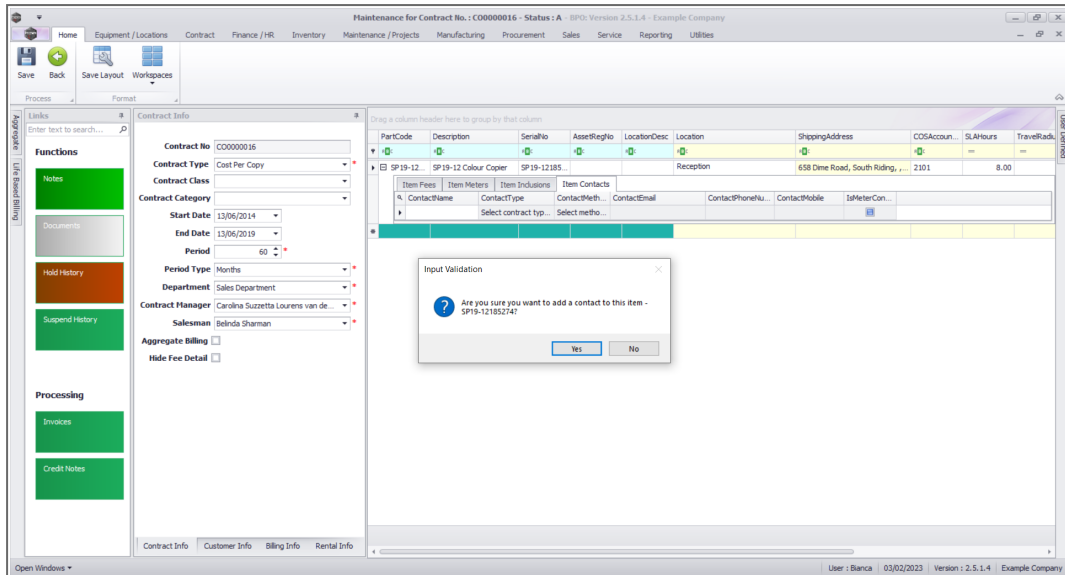 Maintenance for Contract No. : CO0000016 - Status : A - BPO: Version 2.5.1.4 - Example Company
Home Equipment / Locations Contract Finance / HR Inventory Maintenance / Projects Manufacturing Procurement Sales Service Reporting Utilities
Save Back Save Layout Workspaces
Process Format
Aggregate
Life Based Billing
Links
Enter text to search...
Functions
Notes
Documents
Hold History
Suspend History
Processing
Invoices
Credit Notes
Contract Info
Contract No CO0000016
Contract Type Cost Per Copy *
Contract Class
Contract Category
Start Date 13/06/2014
End Date 13/06/2019
Period 60 *
Period Type Months *
Department Sales Department *
Contract Manager Carolina Suzzetta Lourens van de... *
Salesman Belinda Sharman *
Aggregate Billing
Hide Fee Detail
Contract Info Customer Info Billing Info Rental Info
Drag a column header here to group by that column
PartCode Description SerialNo AssetRegNo LocationDesc Location ShippingAddress COSAccoun... SLAHours TravelRadiu
SP19-12... SP19-12 Colour Copier SP19-12185... Reception 658 Dime Road, South Riding, ,... 2101 8.00
Item Fees Item Meters Item Inclusions Item Contacts
ContactName ContactType ContactMeth... ContactEmail ContactPhoneNu... ContactMobile IsMeterCon...
Select contract typ... Select metho...
Input Validation
Are you sure you want to add a contact to this item -
SP19-12185274?
Yes No
User Defined
Open Windows
User : Bianca 03/02/2023 Version : 2.5.1.4 Example Company